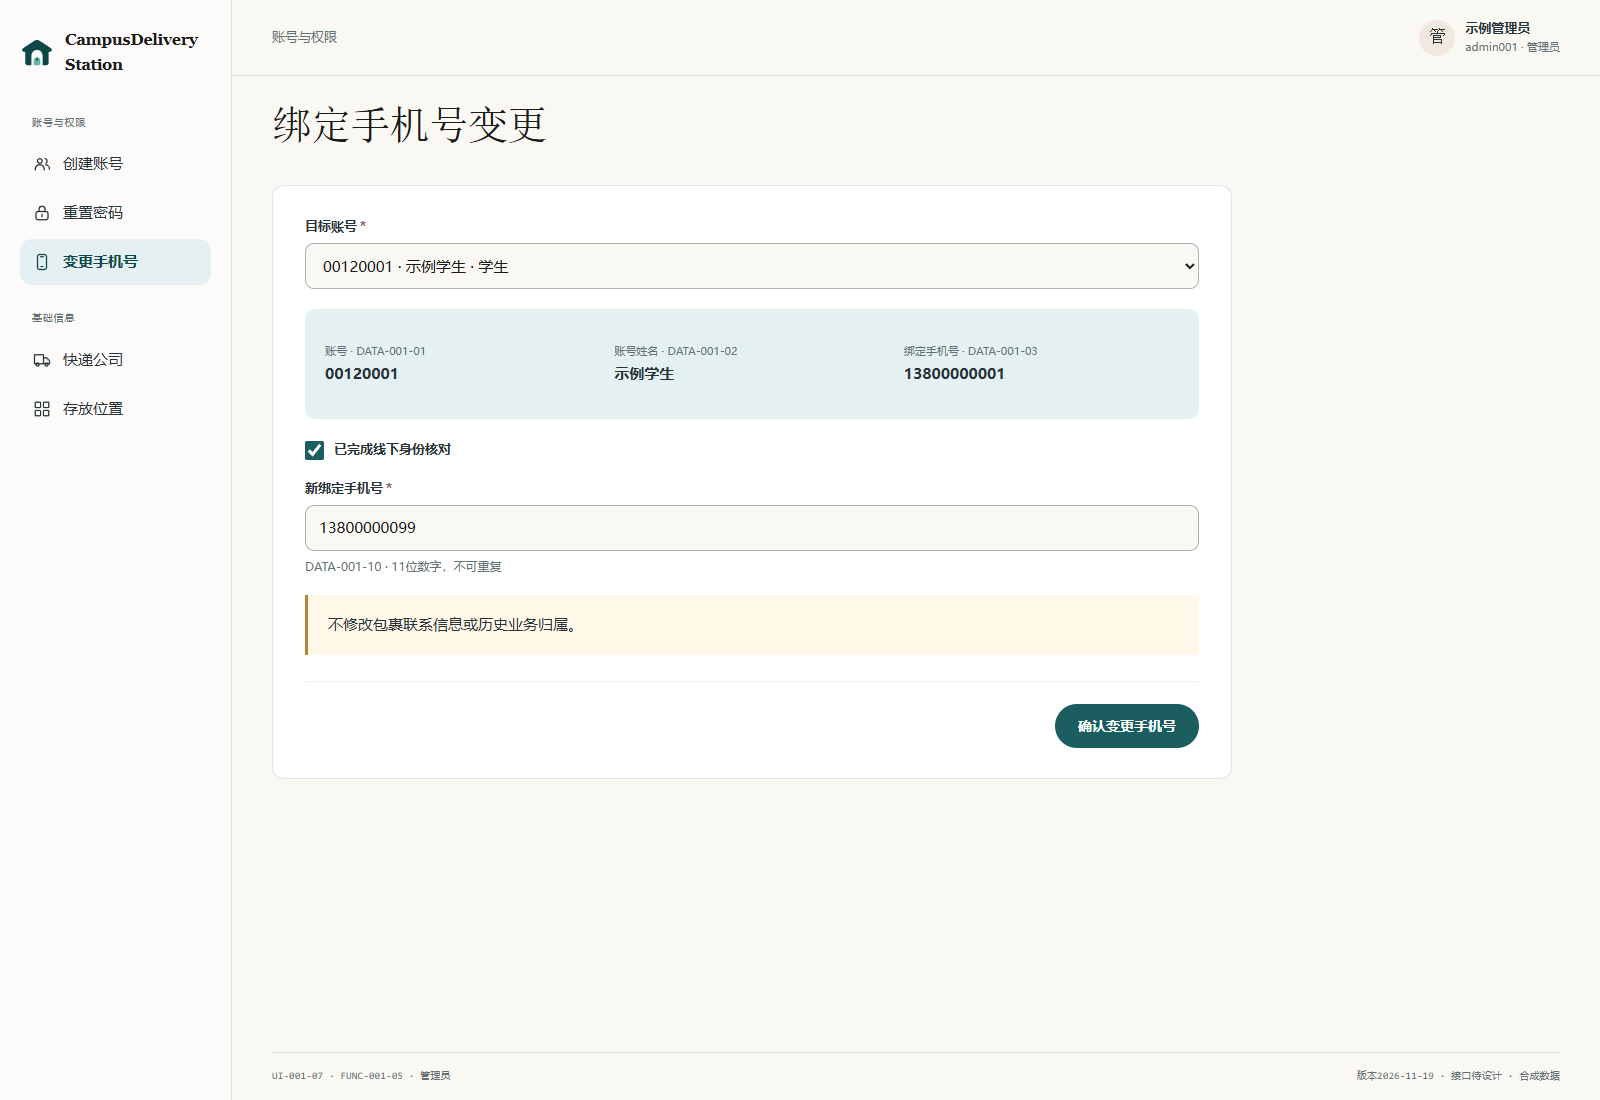 CampusDelivery
Station
账号与权限
创建账号
重置密码
变更手机号
基础信息
快递公司
存放位置
账号与权限
管
示例管理员
admin001 · 管理员
绑定手机号变更
目标账号 *
00120001 · 示例学生 · 学生
账号 · DATA-001-01
00120001
账号姓名 · DATA-001-02
示例学生
绑定手机号 · DATA-001-03
13800000001
已完成线下身份核对
新绑定手机号 *
13800000099
DATA-001-10 · 11位数字，不可重复
不修改包裹联系信息或历史业务归属。
确认变更手机号
UI-001-07 · FUNC-001-05 · 管理员
版本2026-11-19 · 接口待设计 · 合成数据